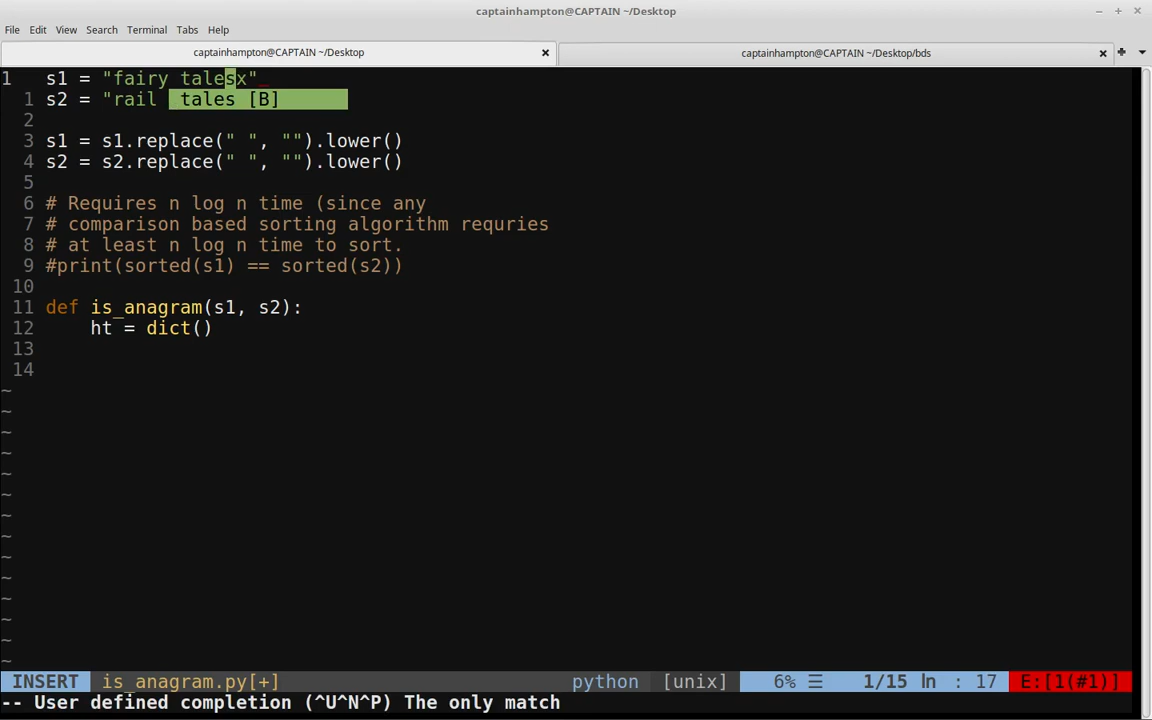 captainhampton@CAPTAIN ~/Desktop
File Edit View Search Terminal Tabs Help
captainhampton@CAPTAIN ~/Desktop captainhampton@CAPTAIN ~/Desktop/bds
1 s1 = "fairy talesx"
1 s2 = "rail tales [B]
2
3 s1 = s1.replace(" ", "").lower()
4 s2 = s2.replace(" ", "").lower()
5
6 # Requires n log n time (since any
7 # comparison based sorting algorithm requries
8 # at least n log n time to sort.
9 #print(sorted(s1) == sorted(s2))
10
11 def is_anagram(s1, s2):
12 ht = dict()
13
14
~
~
~
~
~
~
~
~
~
~
~
~
~
~
INSERT is_anagram.py[+] python [unix] 6% ☰ 1/15 ln : 17 E:[1(#1)]
-- User defined completion (^U^N^P) The only match